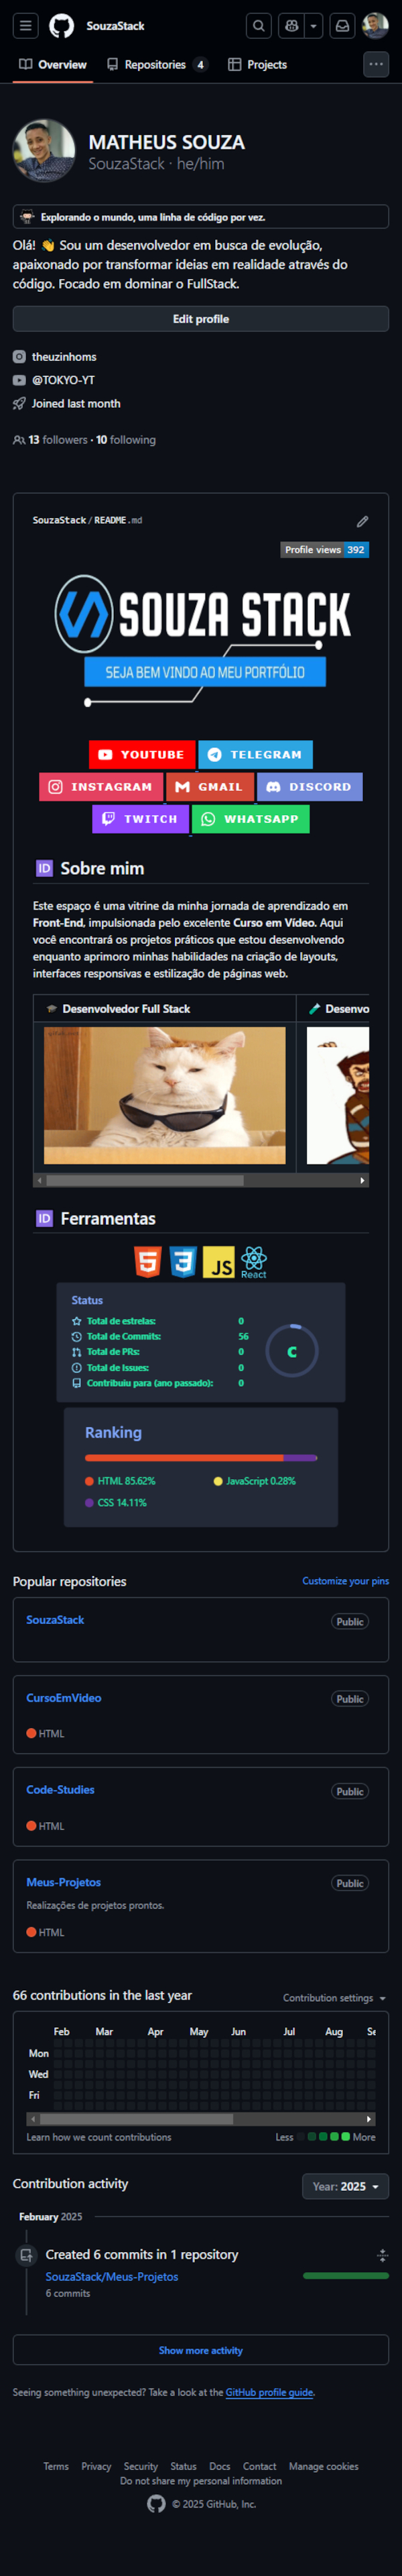 SouzaStack
Overview
Repositories 4
Projects
MATHEUS SOUZA
SouzaStack · he/him
Explorando o mundo, uma linha de código por vez.
Olá! 👋 Sou um desenvolvedor em busca de evolução,
apaixonado por transformar ideias em realidade através do
código. Focado em dominar o FullStack.
Edit profile
theuzinhoms
@TOKYO-YT
Joined last month
13 followers · 10 following
SouzaStack/README.md
Profile views 392
SOUZA STACK
SEJA BEM VINDO AO MEU PORTFÓLIO
YOUTUBE TELEGRAM
INSTAGRAM GMAIL DISCORD
TWITCH WHATSAPP
🆔 Sobre mim
Este espaço é uma vitrine da minha jornada de aprendizado em
Front-End, impulsionada pelo excelente Curso em Vídeo. Aqui
você encontrará os projetos práticos que estou desenvolvendo
enquanto aprimoro minhas habilidades na criação de layouts,
interfaces responsivas e estilização de páginas web.
🎓 Desenvolvedor Full Stack
🧪 Desenvo
🆔 Ferramentas
5 3 JS React
Status
Total de estrelas: 0
Total de Commits: 56
Total de PRs: 0
Total de Issues: 0
Contribuiu para (ano passado): 0
C
Ranking
HTML 85.62%
JavaScript 0.28%
CSS 14.11%
Popular repositories
Customize your pins
SouzaStack
Public
CursoEmVideo
Public
HTML
Code-Studies
Public
HTML
Meus-Projetos
Public
Realizações de projetos prontos.
HTML
66 contributions in the last year
Contribution settings
Feb Mar Apr May Jun Jul Aug Se
Mon
Wed
Fri
Learn how we count contributions
Less More
Contribution activity
Year: 2025
February 2025
Created 6 commits in 1 repository
SouzaStack/Meus-Projetos
6 commits
Show more activity
Seeing something unexpected? Take a look at the GitHub profile guide.
Terms Privacy Security Status Docs Contact Manage cookies
Do not share my personal information
© 2025 GitHub, Inc.